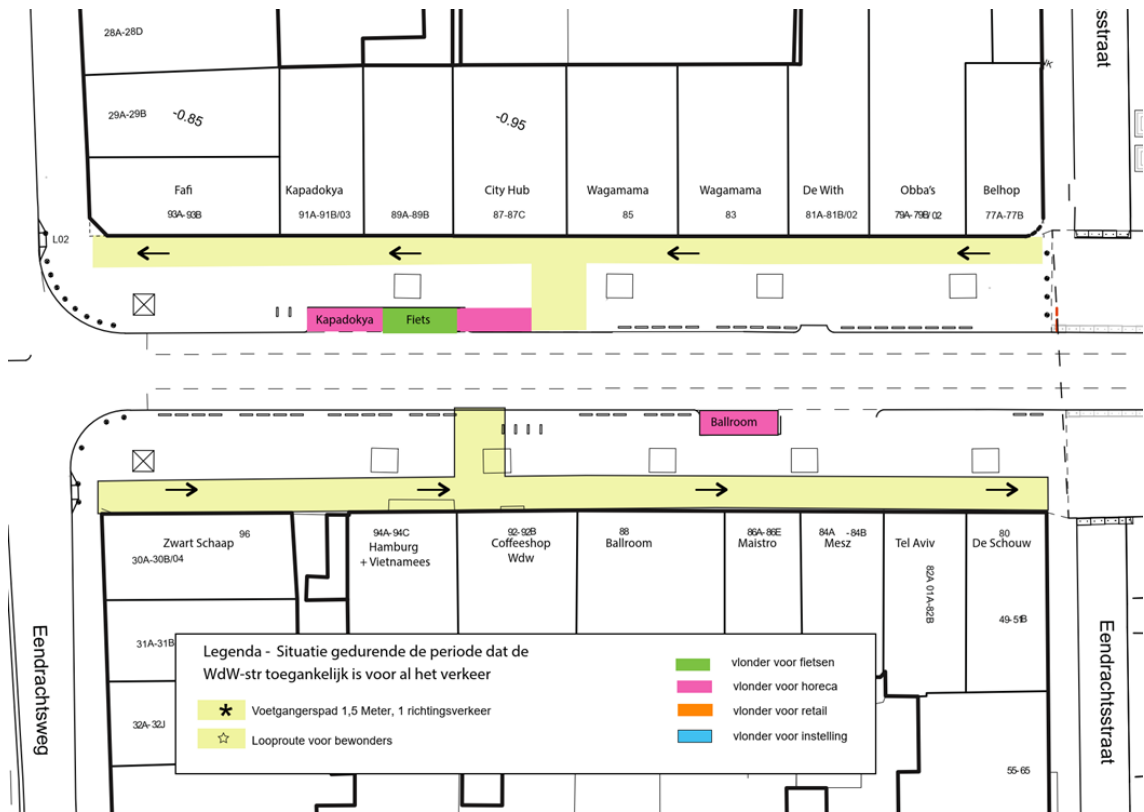 28A-28D
29A-29B
-0.85
-0.95
Fafi
93A-93B
Kapadokya
91A-91B/03
89A-89B
City Hub
87-87C
Wagamama
85
Wagamama
83
De With
81A-81B/02
Obba's
79A-79B/02
Belhop
77A-77B
sstraat
L02
Kapadokya
Fiets
Ballroom
Zwart Schaap
96
30A-30B/04
94A-94C
Hamburg
+ Vietnamees
92-92B
Coffeeshop
Wdw
88
Ballroom
86A-86E
Maistro
84A -84B
Mesz
Tel Aviv
82A 01A-82B
80
De Schouw
49-51B
31A-31B
32A-32J
55-65
Eendrachtsweg
Eendrachtsstraat
Legenda - Situatie gedurende de periode dat de
WdW-str toegankelijk is voor al het verkeer
Voetgangerspad 1,5 Meter, 1 richtingsverkeer
Looproute voor bewonders
vlonder voor fietsen
vlonder voor horeca
vlonder voor retail
vlonder voor instelling